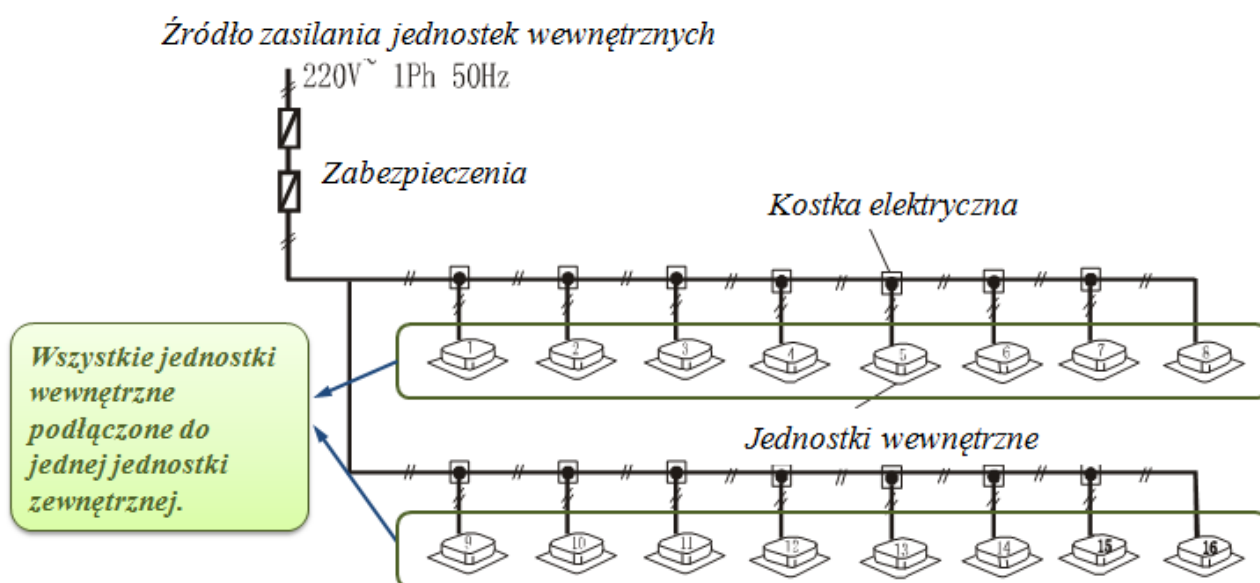 Źródło zasilania jednostek wewnętrznych
220V~ 1Ph 50Hz
Zabezpieczenia
Kostka elektryczna
1 2 3 4 5 6 7 8
Wszystkie jednostki
wewnętrzne
podłączone do
jednej jednostki
zewnętrznej.
Jednostki wewnętrzne
9 10 11 12 13 14 15 16